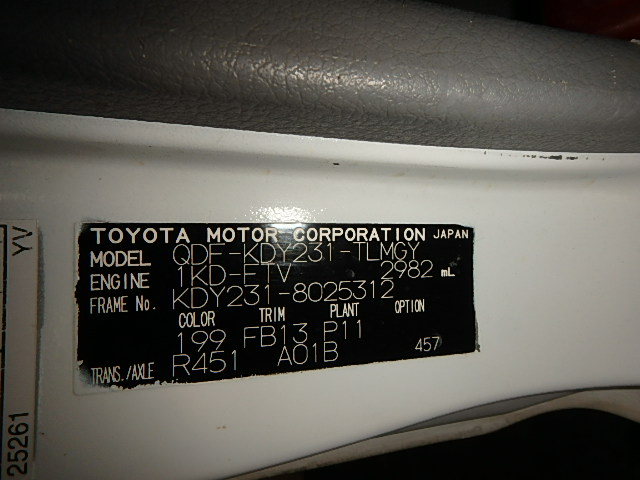 TOYOTA MOTOR CORPORATION JAPAN
MODEL QDF-KDY231-TLMGY
ENGINE 1KD-FTV 2982 mL
FRAME No. KDY231-8025312
COLOR TRIM PLANT OPTION
199 FB13 P11 457
TRANS./AXLE R451 A01B
25261
YV